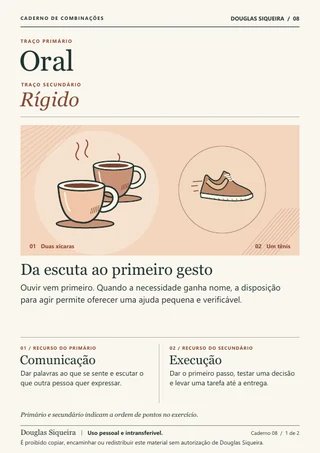 CADERNO DE COMBINAÇÕES
DOUGLAS SIQUEIRA / 08
TRAÇO PRIMÁRIO
Oral
TRAÇO SECUNDÁRIO
Rígido
01 Duas xícaras
02 Um tênis
Da escuta ao primeiro gesto
Ouvir vem primeiro. Quando a necessidade ganha nome, a disposição
para agir permite oferecer uma ajuda pequena e verificável.
01 / RECURSO DO PRIMÁRIO
Comunicação
Dar palavras ao que se sente e escutar o
que outra pessoa quer expressar.
02 / RECURSO DO SECUNDÁRIO
Execução
Dar o primeiro passo, testar uma decisão
e levar uma tarefa até a entrega.
Primário e secundário indicam a ordem de pontos no exercício.
Douglas Siqueira | Uso pessoal e intransferível.
Caderno 08 / 1 de 2
É proibido copiar, encaminhar ou redistribuir este material sem autorização de Douglas Siqueira.